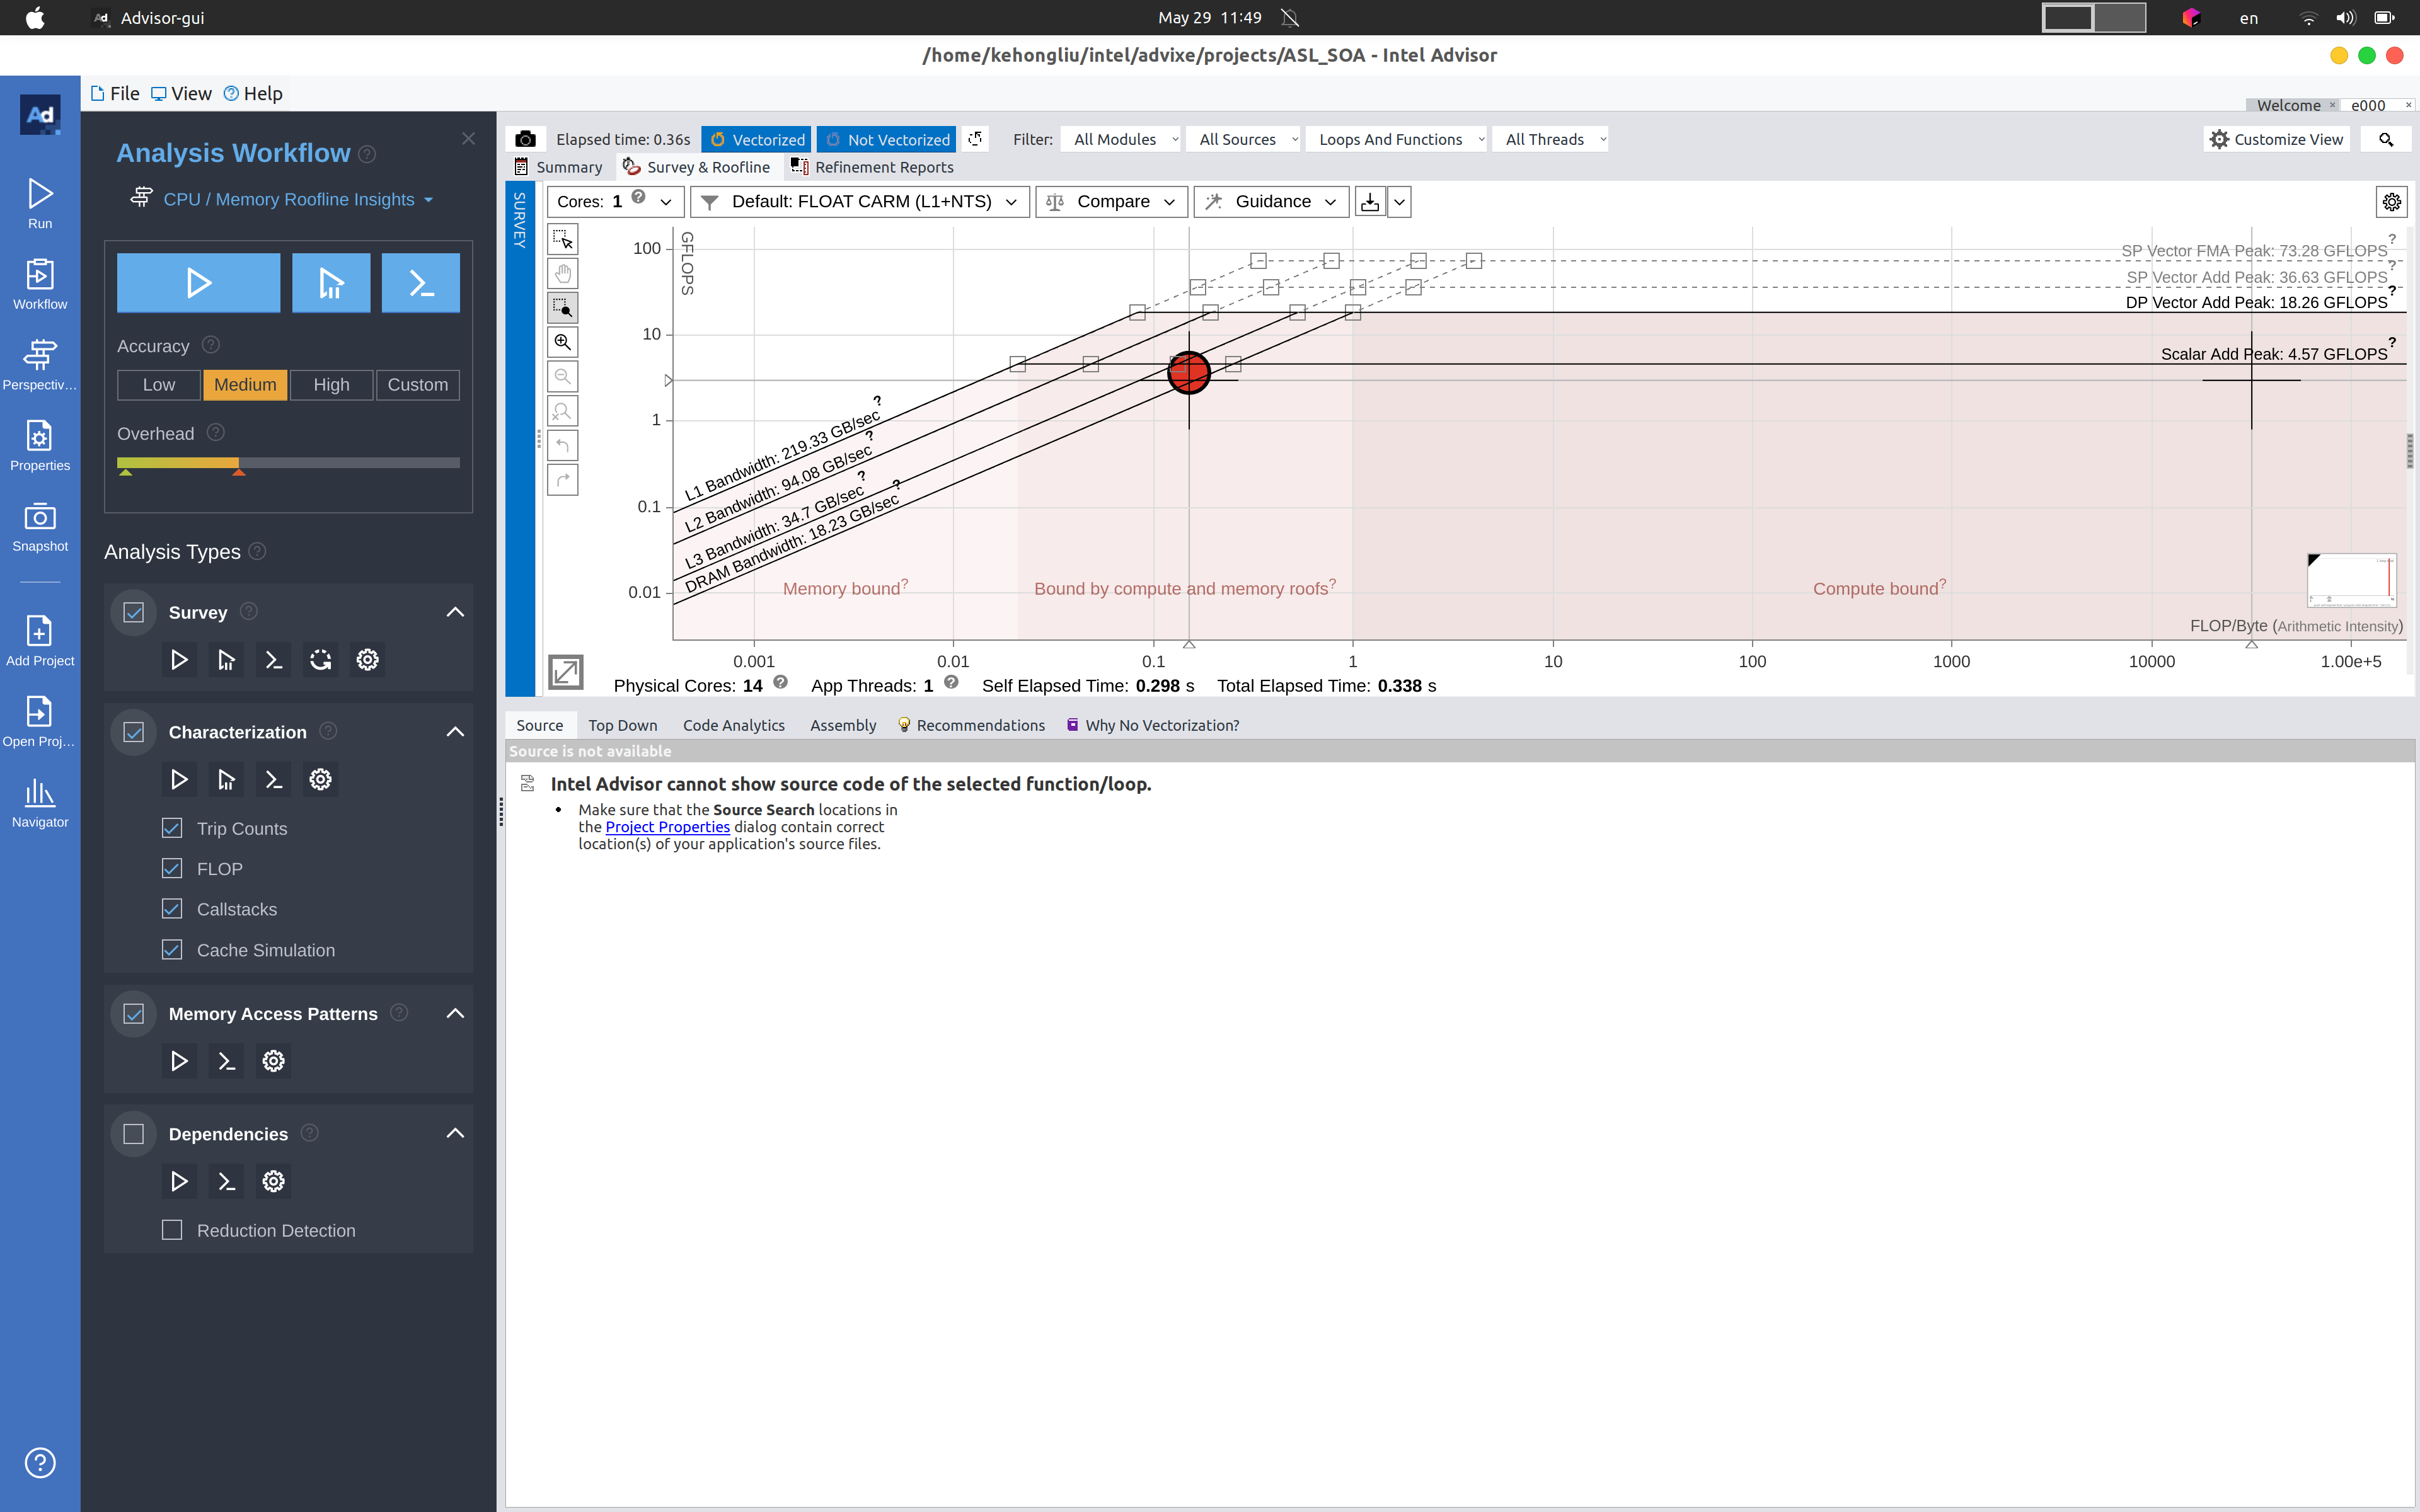 Ad Advisor-gui
May 29 11:49
en
/home/kehongliu/intel/advixe/projects/ASL_SOA - Intel Advisor
Ad
File View Help
Welcome × e000 ×
Run
Workflow
Perspectiv...
Properties
Snapshot
Add Project
Open Proj...
Navigator
?
Analysis Workflow ?
CPU / Memory Roofline Insights
Accuracy ?
Low Medium High Custom
Overhead ?
Analysis Types ?
Survey ?
Characterization ?
Trip Counts
FLOP
Callstacks
Cache Simulation
Memory Access Patterns ?
Dependencies ?
Reduction Detection
Elapsed time: 0.36s Vectorized Not Vectorized Filter: All Modules All Sources Loops And Functions All Threads Customize View
Summary Survey & Roofline Refinement Reports
SURVEY
Cores: 1 ? Default: FLOAT CARM (L1+NTS) Compare Guidance
GFLOPS
100
10
1
0.1
0.01
SP Vector FMA Peak: 73.28 GFLOPS ?
SP Vector Add Peak: 36.63 GFLOPS ?
DP Vector Add Peak: 18.26 GFLOPS ?
Scalar Add Peak: 4.57 GFLOPS ?
L1 Bandwidth: 219.33 GB/sec ?
L2 Bandwidth: 94.08 GB/sec ?
L3 Bandwidth: 34.7 GB/sec ?
DRAM Bandwidth: 18.23 GB/sec ?
Memory bound? Bound by compute and memory roofs? Compute bound?
FLOP/Byte (Arithmetic Intensity)
0.001 0.01 0.1 1 10 100 1000 10000 1.00e+5
Physical Cores: 14 ? App Threads: 1 ? Self Elapsed Time: 0.298 s Total Elapsed Time: 0.338 s
Source Top Down Code Analytics Assembly Recommendations Why No Vectorization?
Source is not available
Intel Advisor cannot show source code of the selected function/loop.
• Make sure that the Source Search locations in
the Project Properties dialog contain correct
location(s) of your application's source files.